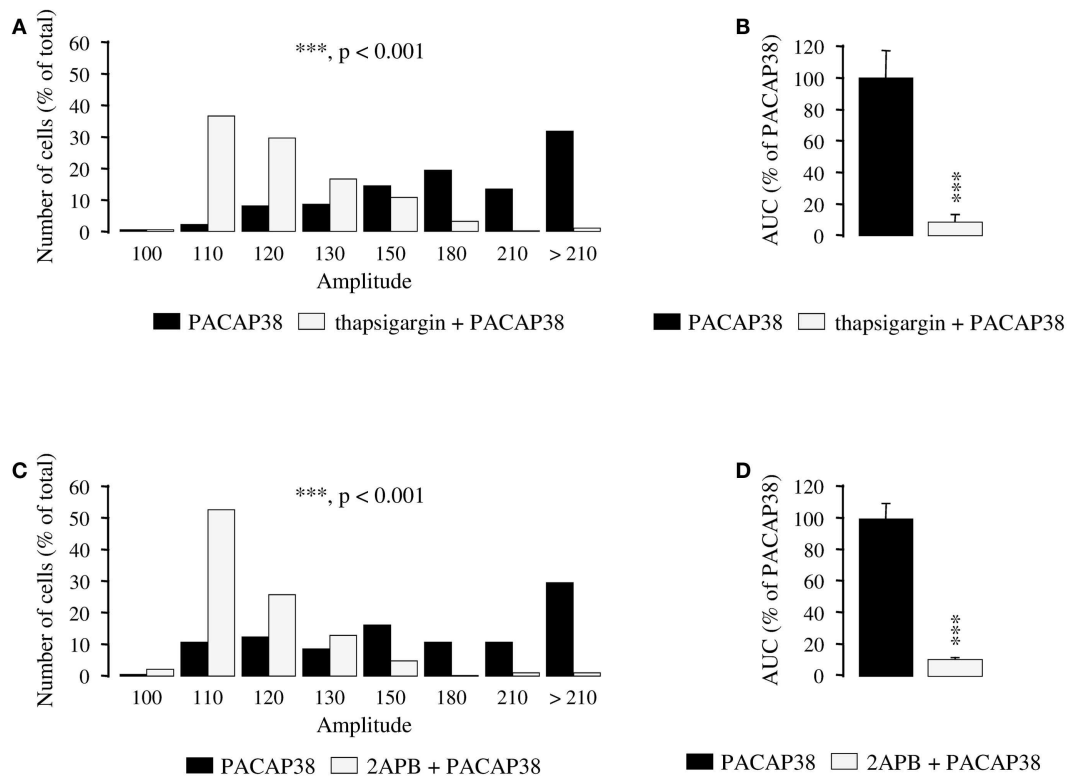 A
Number of cells (% of total)
60
50
40
30
20
10
0
***, p < 0.001
100 110 120 130 150 180 210 > 210
Amplitude
PACAP38 thapsigargin + PACAP38
B
AUC (% of PACAP38)
120
100
80
60
40
20
0
***
PACAP38 thapsigargin + PACAP38
C
Number of cells (% of total)
60
50
40
30
20
10
0
***, p < 0.001
100 110 120 130 150 180 210 > 210
Amplitude
PACAP38 2APB + PACAP38
D
AUC (% of PACAP38)
120
100
80
60
40
20
0
***
PACAP38 2APB + PACAP38